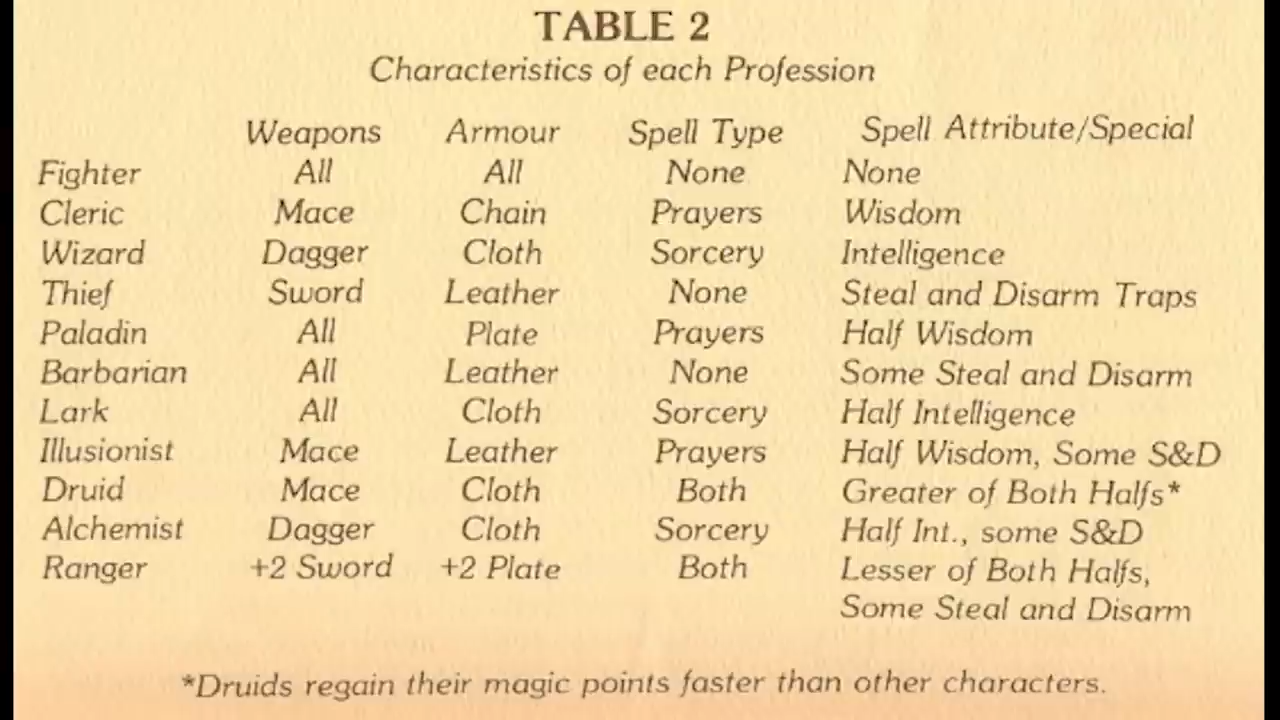 TABLE 2
Characteristics of each Profession
Weapons Armour Spell Type Spell Attribute/Special
Fighter All All None None
Cleric Mace Chain Prayers Wisdom
Wizard Dagger Cloth Sorcery Intelligence
Thief Sword Leather None Steal and Disarm Traps
Paladin All Plate Prayers Half Wisdom
Barbarian All Leather None Some Steal and Disarm
Lark All Cloth Sorcery Half Intelligence
Illusionist Mace Leather Prayers Half Wisdom, Some S&D
Druid Mace Cloth Both Greater of Both Halfs*
Alchemist Dagger Cloth Sorcery Half Int., some S&D
Ranger +2 Sword +2 Plate Both Lesser of Both Halfs,
Some Steal and Disarm
*Druids regain their magic points faster than other characters.